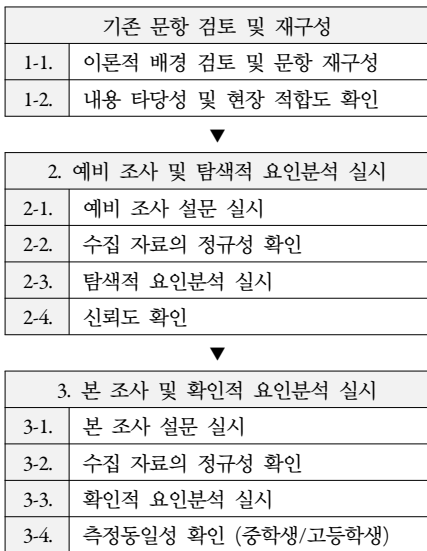 기존 문항 검토 및 재구성
1-1. 이론적 배경 검토 및 문항 재구성
1-2. 내용 타당성 및 현장 적합도 확인
▼
2. 예비 조사 및 탐색적 요인분석 실시
2-1. 예비 조사 설문 실시
2-2. 수집 자료의 정규성 확인
2-3. 탐색적 요인분석 실시
2-4. 신뢰도 확인
▼
3. 본 조사 및 확인적 요인분석 실시
3-1. 본 조사 설문 실시
3-2. 수집 자료의 정규성 확인
3-3. 확인적 요인분석 실시
3-4. 측정동일성 확인 (중학생/고등학생)